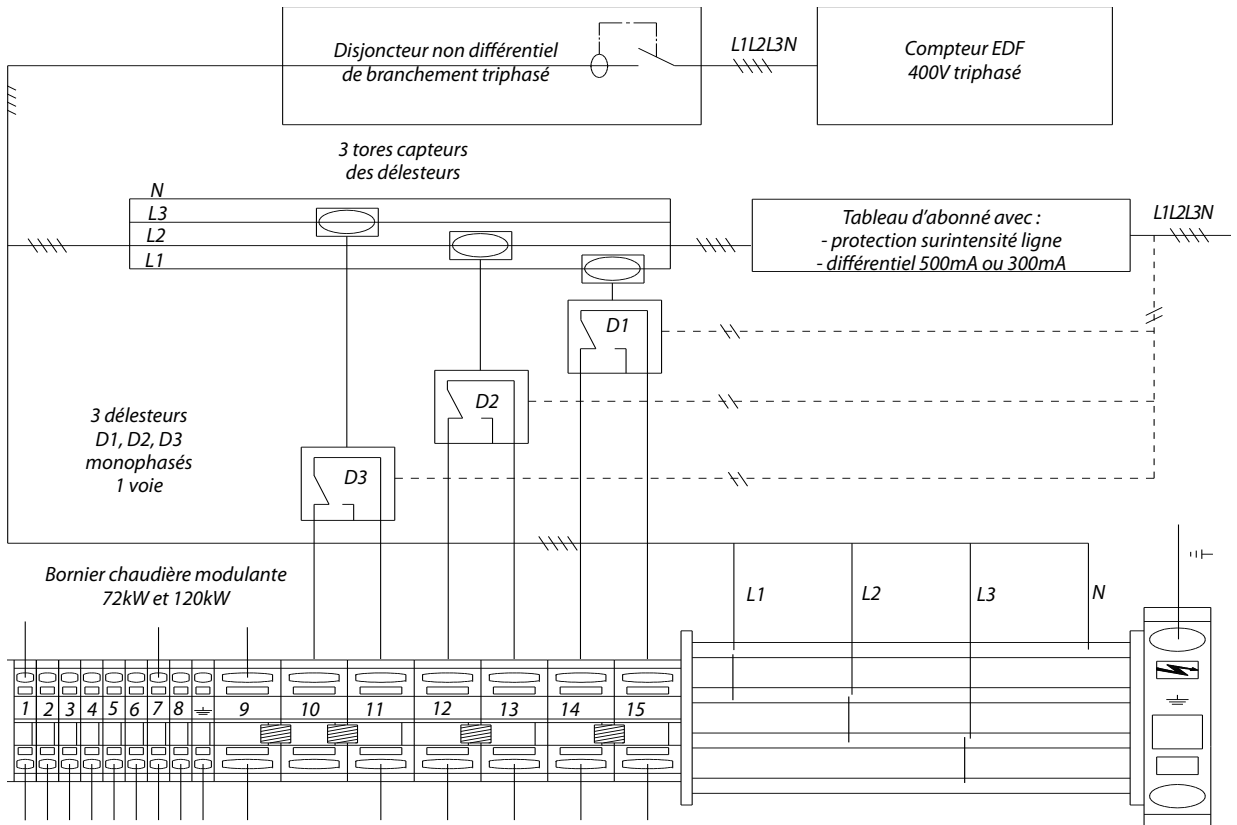 Disjoncteur non différentiel
de branchement triphasé
L1L2L3N
Compteur EDF
400V triphasé
3 tores capteurs
des délesteurs
N
L3
L2
L1
Tableau d'abonné avec :
- protection surintensité ligne
- différentiel 500mA ou 300mA
L1L2L3N
D1
D2
D3
3 délesteurs
D1, D2, D3
monophasés
1 voie
Bornier chaudière modulante
72kW et 120kW
L1
L2
L3
N
1 2 3 4 5 6 7 8 9 10 11 12 13 14 15